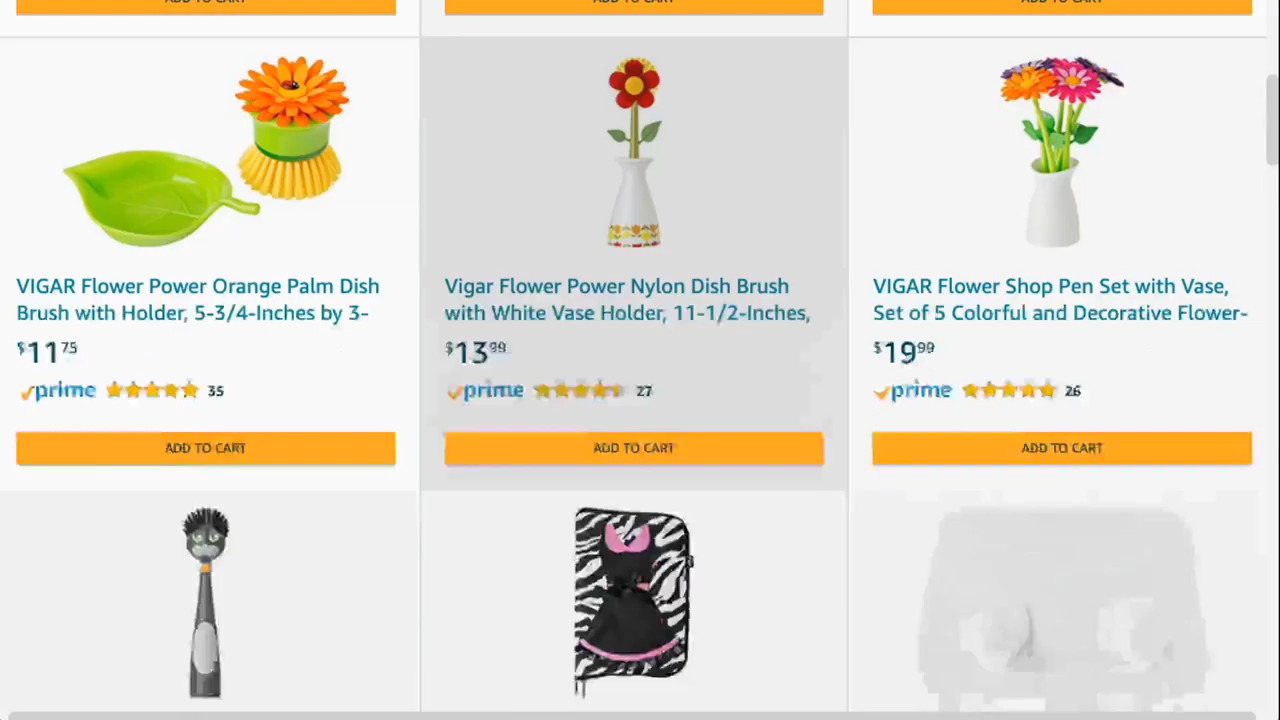 ADD TO CART
ADD TO CART
ADD TO CART
VIGAR Flower Power Orange Palm Dish
Brush with Holder, 5-3/4-Inches by 3-
$11 75
prime 35
ADD TO CART
Vigar Flower Power Nylon Dish Brush
with White Vase Holder, 11-1/2-Inches,
$13 99
prime 27
ADD TO CART
VIGAR Flower Shop Pen Set with Vase,
Set of 5 Colorful and Decorative Flower-
$19 99
prime 26
ADD TO CART